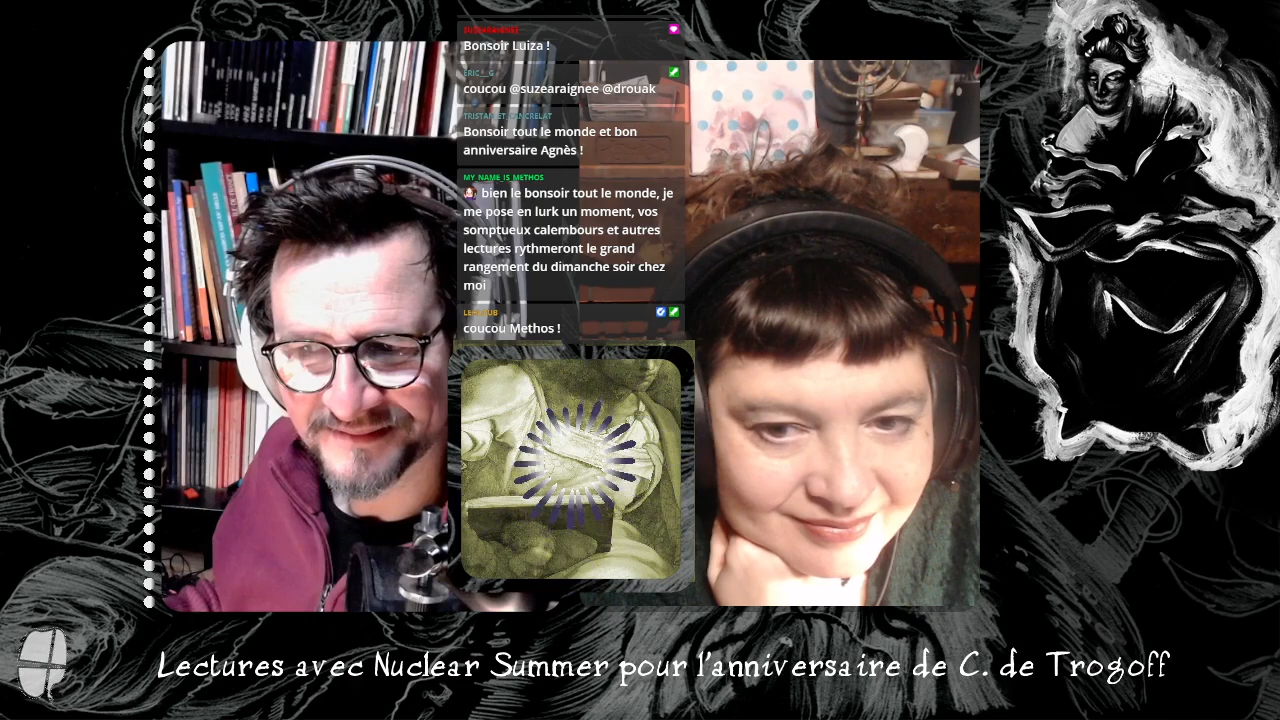 Bonsoir Luiza !
ERIC__G
coucou @suzearaignee @drouak
Bonsoir tout le monde et bon
anniversaire Agnès !
MY_NAME_IS_METHOS
bien le bonsoir tout le monde, je
me pose en lurk un moment, vos
somptueux calembours et autres
lectures rythmeront le grand
rangement du dimanche soir chez
moi
coucou Methos !
Lectures avec Nuclear Summer pour l'anniversaire de C. de Trogoff